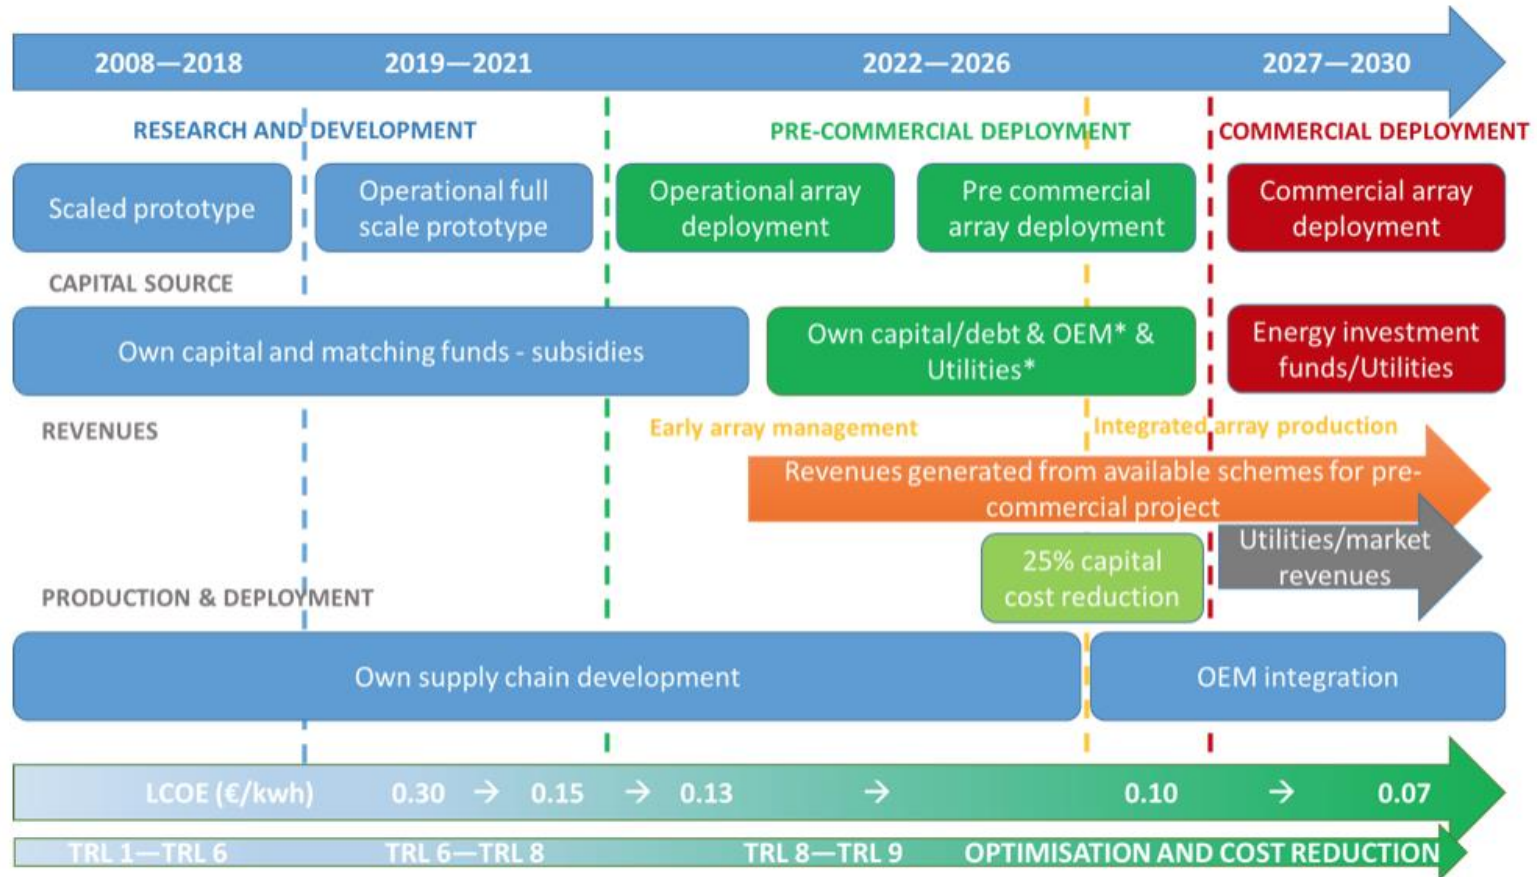 2008—2018 2019—2021 2022—2026 2027—2030
RESEARCH AND DEVELOPMENT PRE-COMMERCIAL DEPLOYMENT COMMERCIAL DEPLOYMENT
Scaled prototype
Operational full
scale prototype
Operational array
deployment
Pre commercial
array deployment
Commercial array
deployment
CAPITAL SOURCE
Own capital and matching funds - subsidies
Own capital/debt & OEM* &
Utilities*
Energy investment
funds/Utilities
REVENUES
Early array management
Integrated array production
Revenues generated from available schemes for pre-
commercial project
Utilities/market
revenues
25% capital
cost reduction
PRODUCTION & DEPLOYMENT
Own supply chain development
OEM integration
LCOE (€/kwh) 0.30 → 0.15 → 0.13 → 0.10 → 0.07
TRL 1—TRL 6 TRL 6—TRL 8 TRL 8—TRL 9 OPTIMISATION AND COST REDUCTION